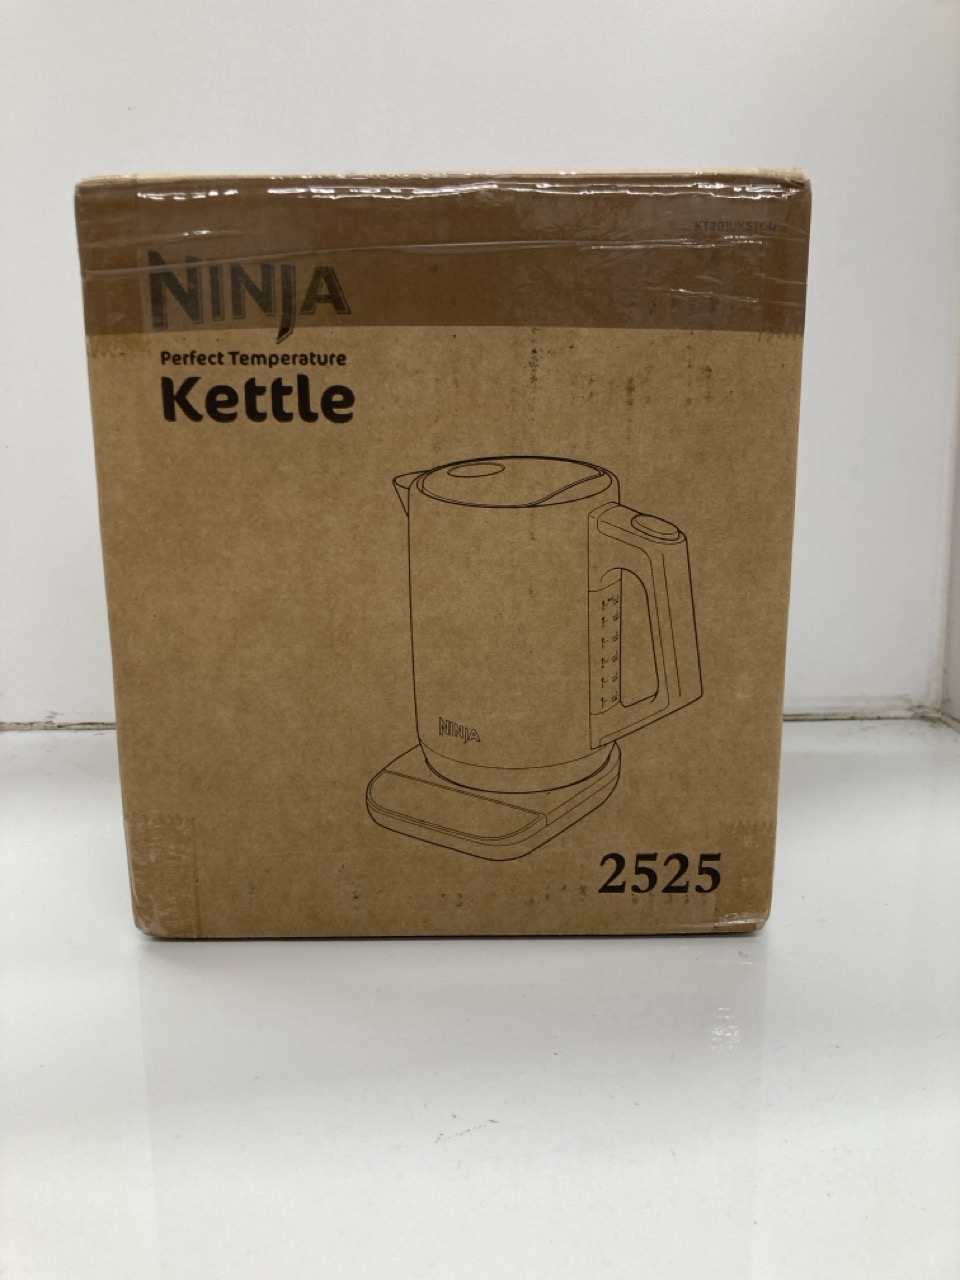 NINJA
Perfect Temperature
Kettle
NINJA
2525